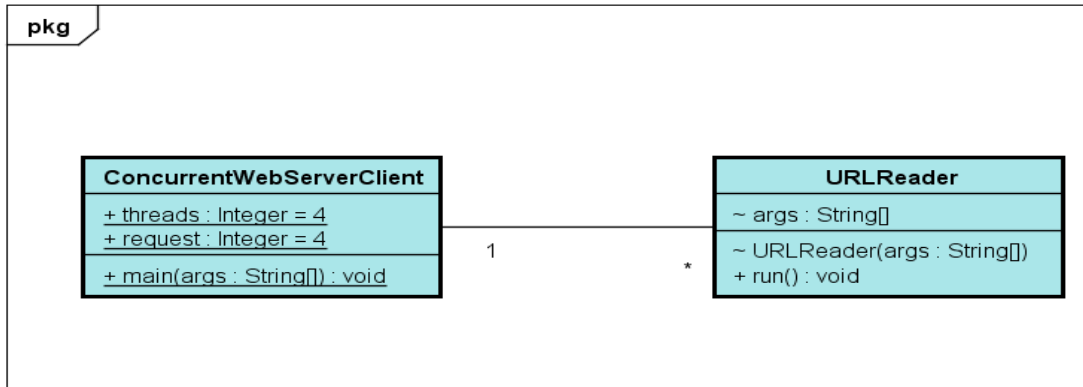 pkg
ConcurrentWebServerClient
+ threads : Integer = 4
+ request : Integer = 4
+ main(args : String[]) : void
1
*
URLReader
~ args : String[]
~ URLReader(args : String[])
+ run() : void